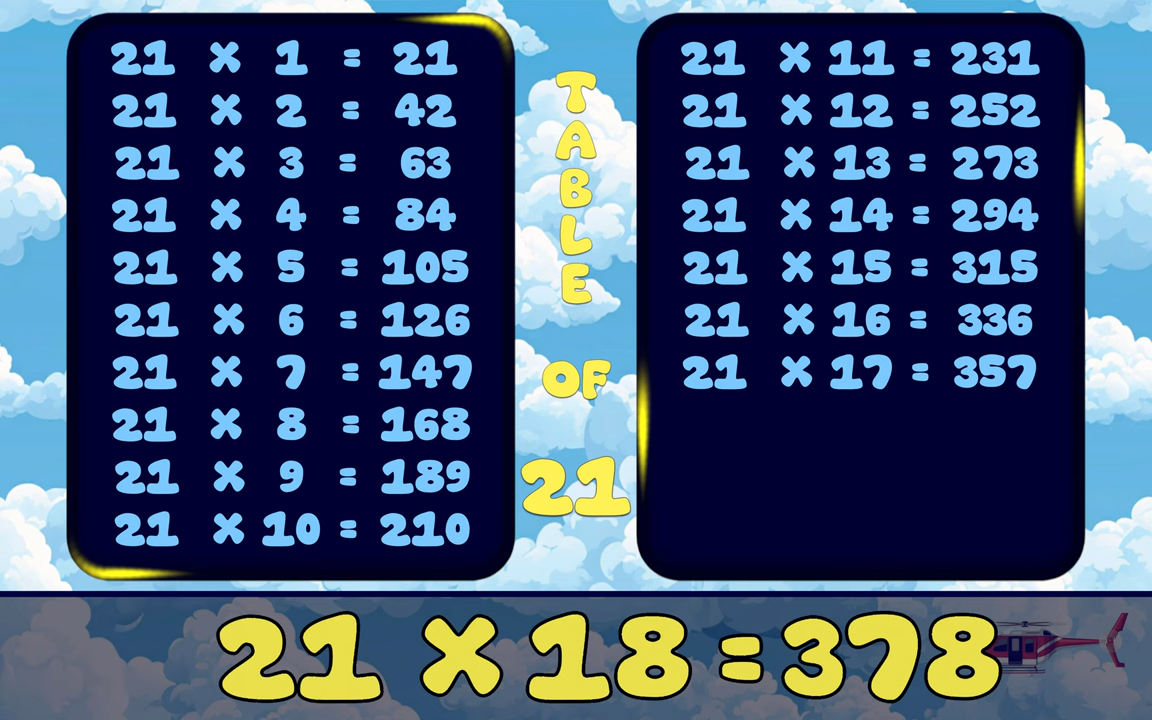 21 × 1 = 21
21 × 2 = 42
21 × 3 = 63
21 × 4 = 84
21 × 5 = 105
21 × 6 = 126
21 × 7 = 147
21 × 8 = 168
21 × 9 = 189
21 × 10 = 210
TABLE
OF
21
21 × 11 = 231
21 × 12 = 252
21 × 13 = 273
21 × 14 = 294
21 × 15 = 315
21 × 16 = 336
21 × 17 = 357
21 × 18 = 378